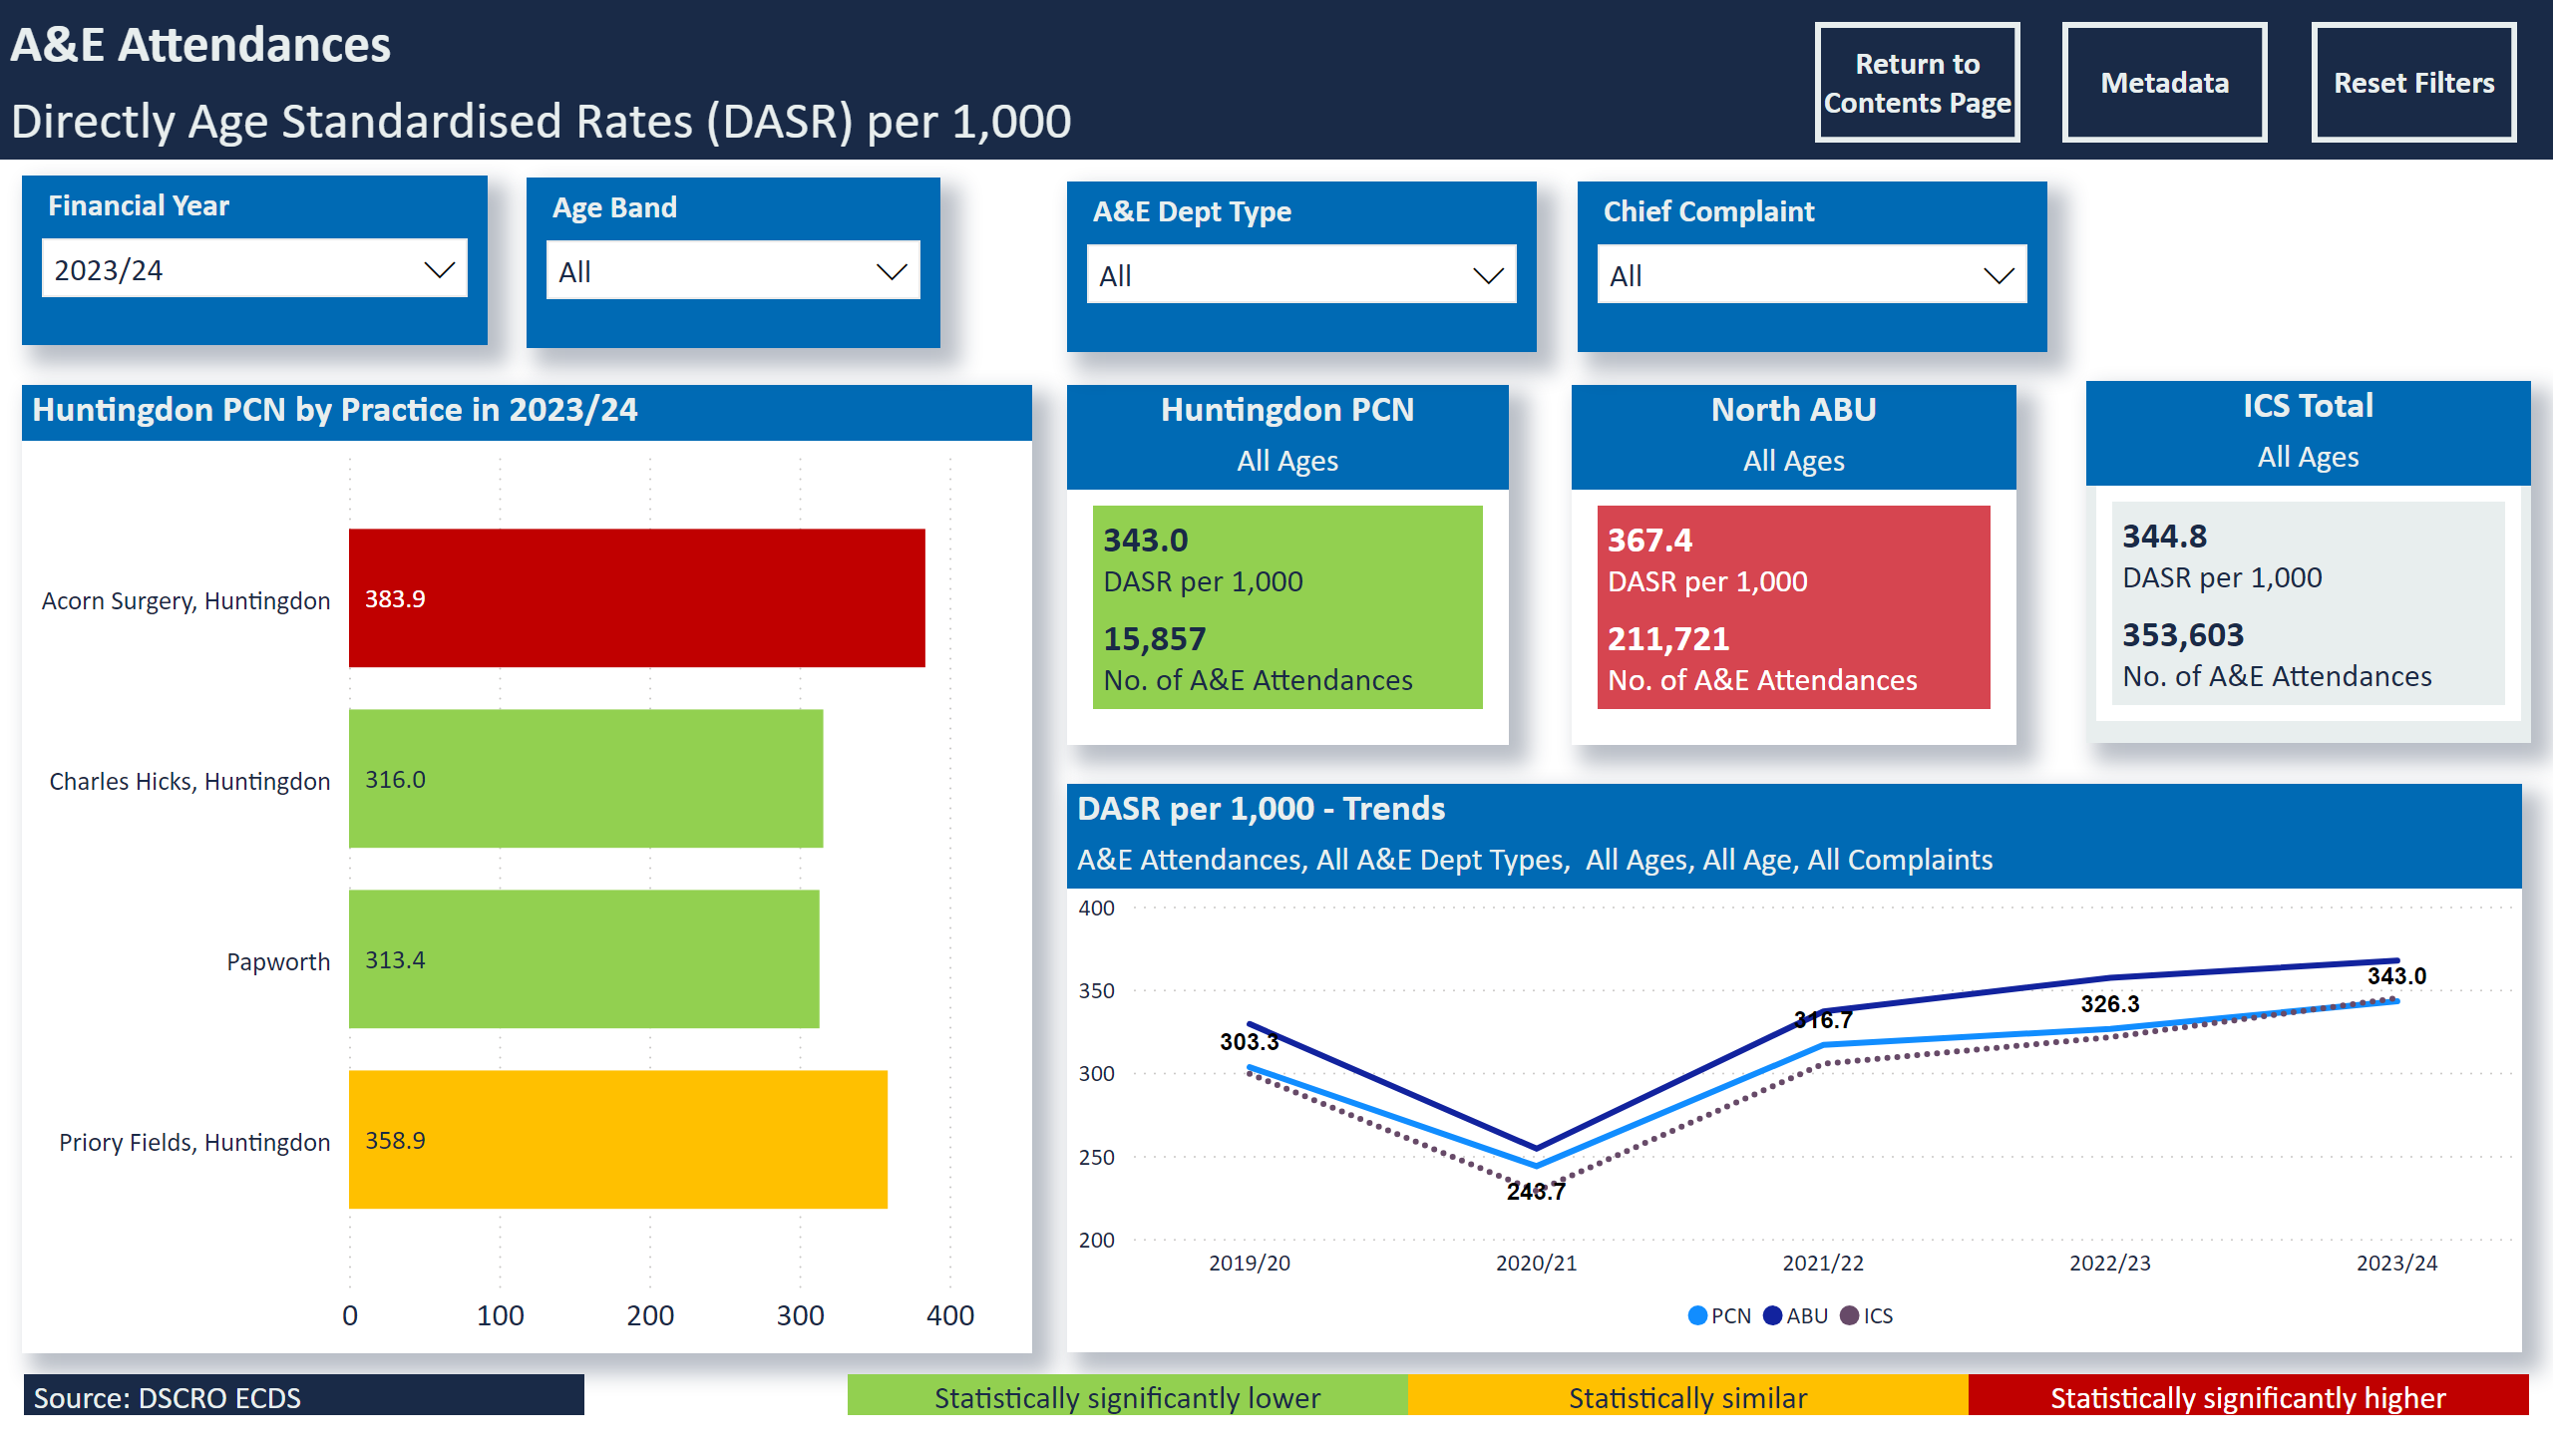 A&E Attendances
Directly Age Standardised Rates (DASR) per 1,000
Return to
Contents Page
Metadata
Reset Filters
Financial Year
2023/24
Age Band
All
A&E Dept Type
All
Chief Complaint
All
Huntingdon PCN by Practice in 2023/24
Acorn Surgery, Huntingdon
383.9
Charles Hicks, Huntingdon
316.0
Papworth
313.4
Priory Fields, Huntingdon
358.9
0 100 200 300 400
Huntingdon PCN
All Ages
343.0
DASR per 1,000
15,857
No. of A&E Attendances
North ABU
All Ages
367.4
DASR per 1,000
211,721
No. of A&E Attendances
ICS Total
All Ages
344.8
DASR per 1,000
353,603
No. of A&E Attendances
DASR per 1,000 - Trends
A&E Attendances, All A&E Dept Types, All Ages, All Age, All Complaints
400
350
300
250
200
303.3
243.7
316.7
326.3
343.0
2019/20 2020/21 2021/22 2022/23 2023/24
PCN ABU ICS
Source: DSCRO ECDS
Statistically significantly lower
Statistically similar
Statistically significantly higher